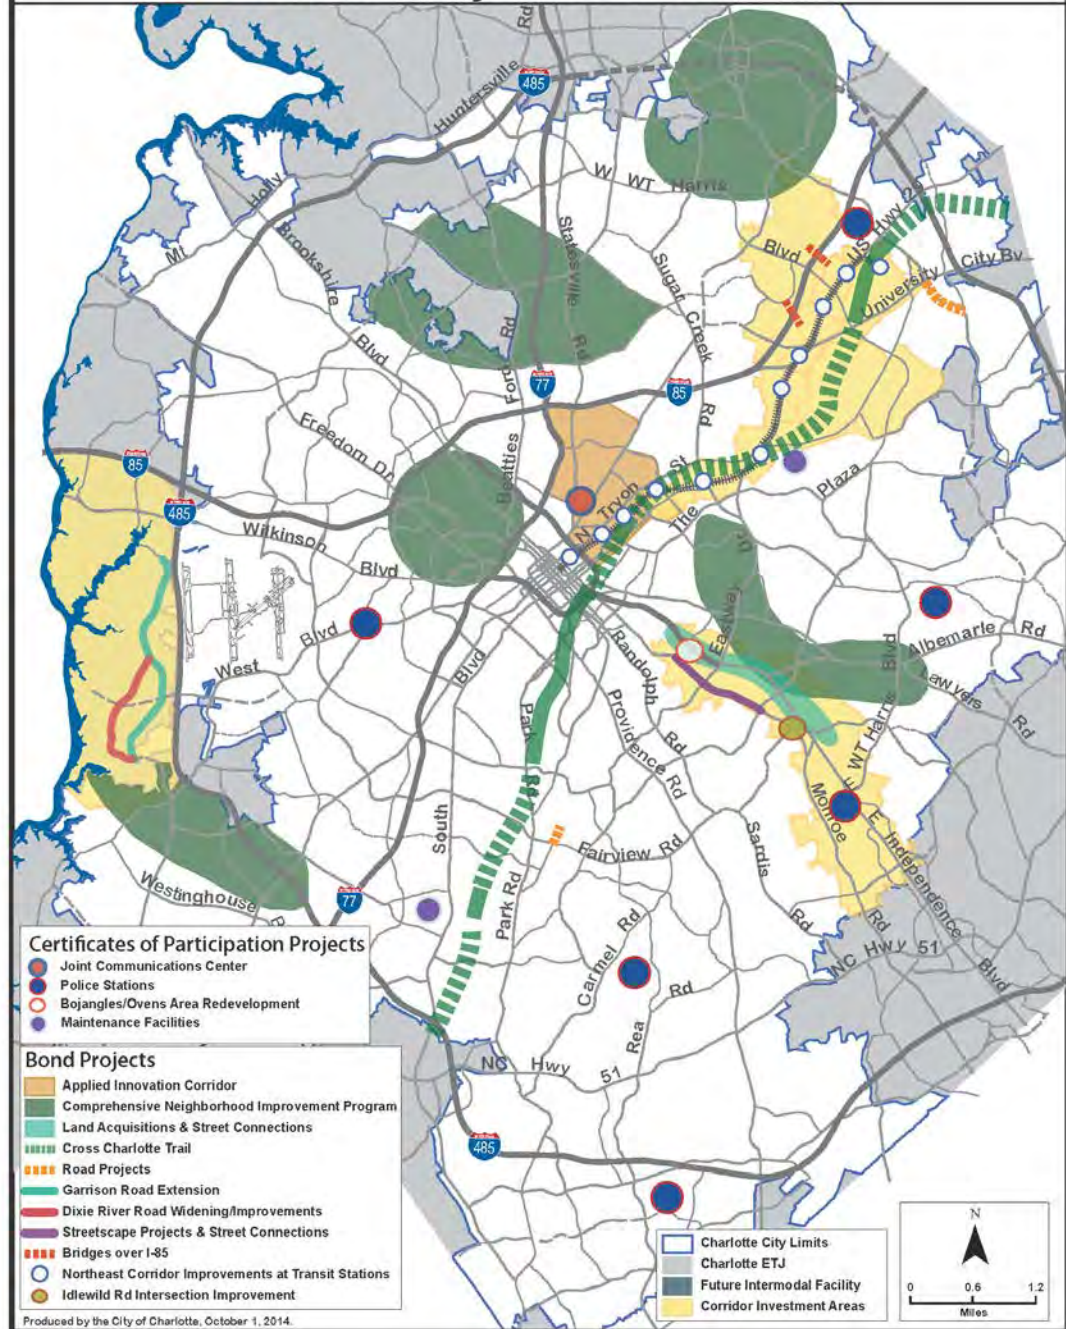 Rd
485
Huntersville
W WT Harris
Holly
Mt
Brookshire
Blvd
Statesville
Rd
Sugar Creek
Rd
Blvd
US Hwy 29
University
City Bv
Ford Rd
Beatties
77
85
Freedom Dr
85
485
Wilkinson
Blvd
N Tryon St
The
Plaza
Dr
Eastway
Blvd
Albemarle Rd
Lawyers
Rd
West
Blvd
Blvd
Randolph
Rd
Providence Rd
Park
Rd
WT Harris
E
Monroe
Rd
E Independence
Blvd
South
Fairview Rd
Sardis
Rd
Park Rd
Westinghouse
77
Carmel
Rd
Rea
Rd
NC Hwy 51
NC Hwy 51
485
Certificates of Participation Projects
Joint Communications Center
Police Stations
Bojangles/Ovens Area Redevelopment
Maintenance Facilities
Bond Projects
Applied Innovation Corridor
Comprehensive Neighborhood Improvement Program
Land Acquisitions & Street Connections
Cross Charlotte Trail
Road Projects
Garrison Road Extension
Dixie River Road Widening/Improvements
Streetscape Projects & Street Connections
Bridges over I-85
Northeast Corridor Improvements at Transit Stations
Idlewild Rd Intersection Improvement
Charlotte City Limits
Charlotte ETJ
Future Intermodal Facility
Corridor Investment Areas
N
0 0.6 1.2
Miles
Produced by the City of Charlotte, October 1, 2014.